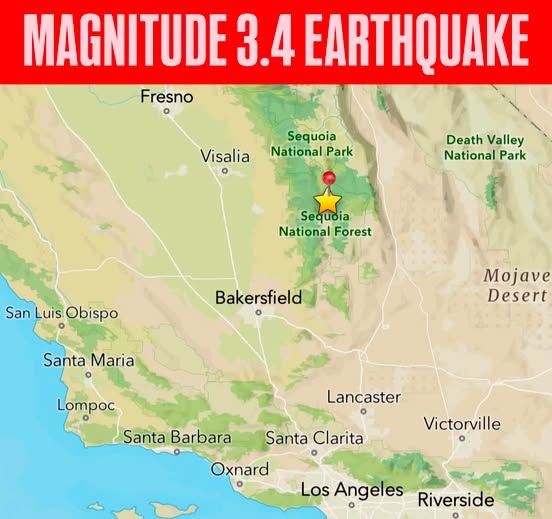 MAGNITUDE 3.4 EARTHQUAKE
Fresno
Sequoia
National Park
Death Valley
National Park
Visalia
Sequoia
National Forest
Mojave
Desert
Bakersfield
San Luis Obispo
Santa Maria
Lancaster
Lompoc
Victorville
Santa Barbara
Santa Clarita
Oxnard
Los Angeles
Riverside